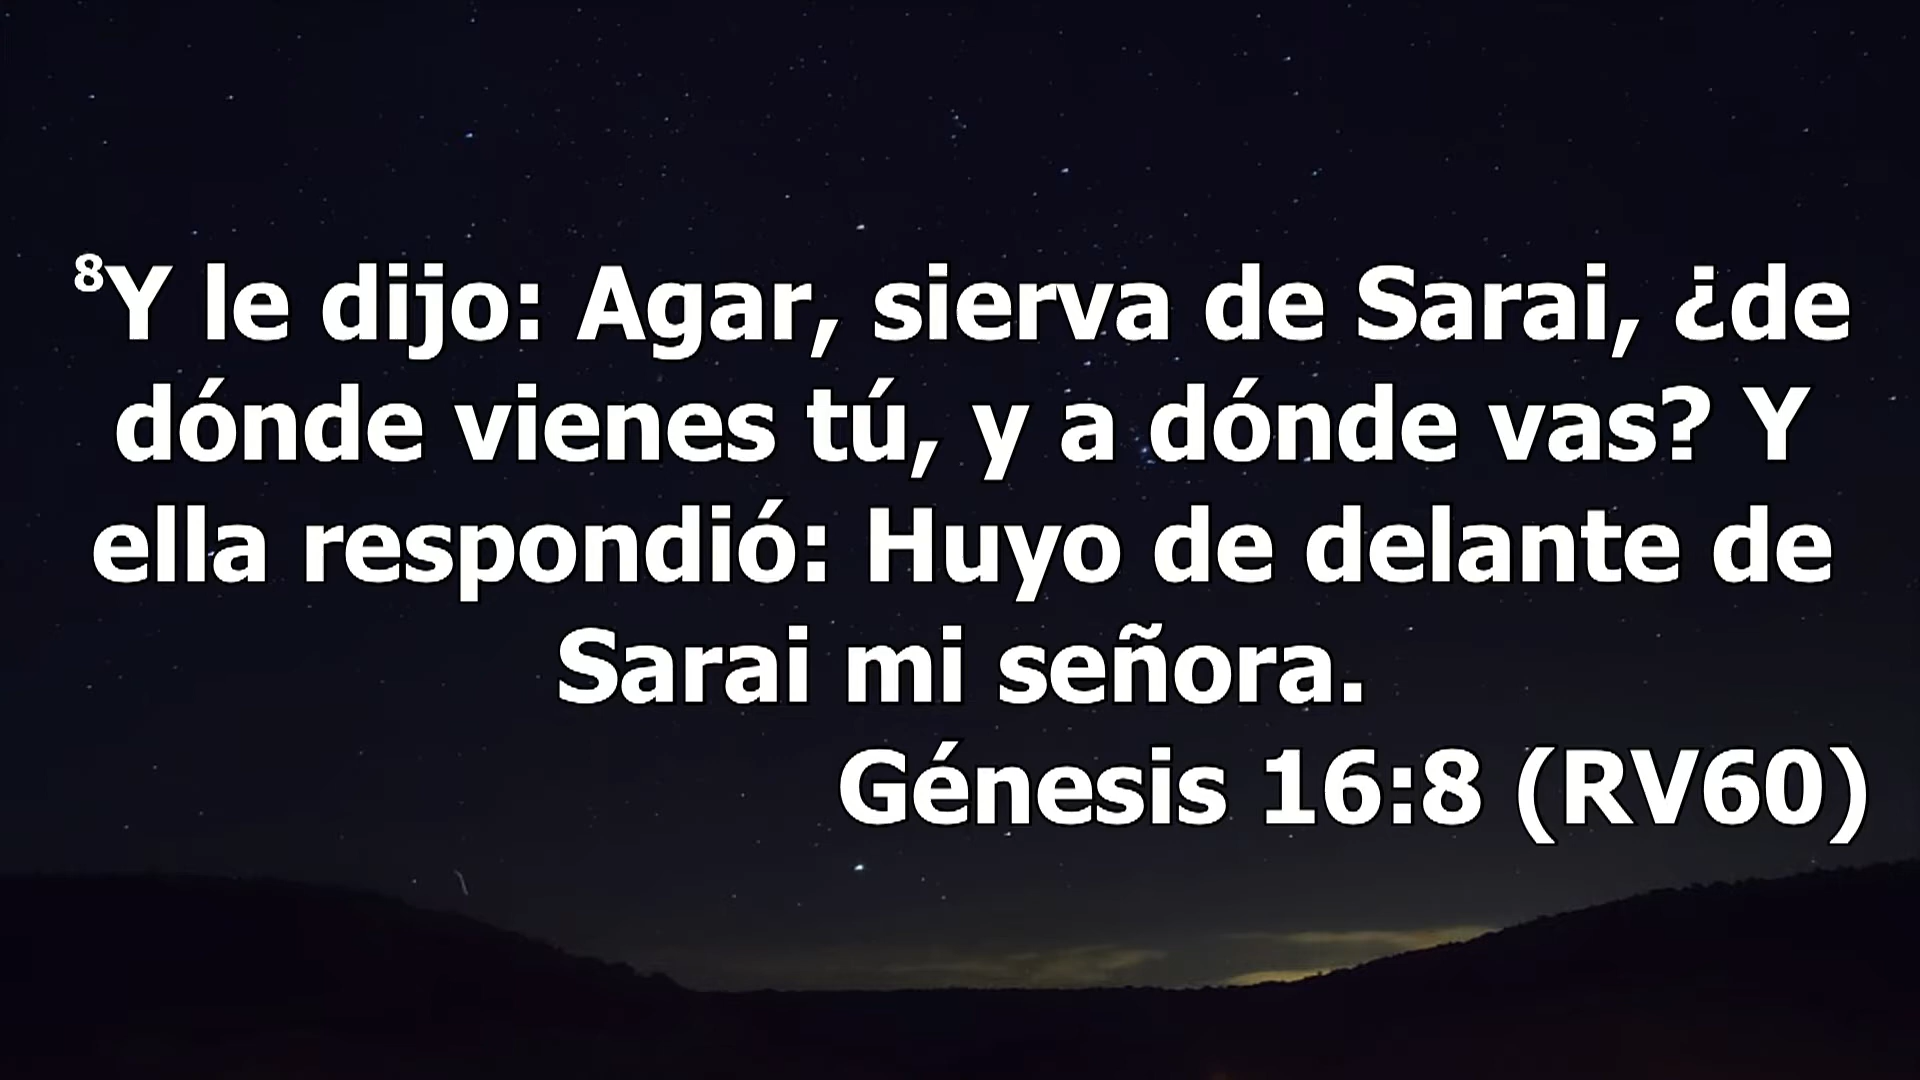 ⁸Y le dijo: Agar, sierva de Sarai, ¿de
dónde vienes tú, y a dónde vas? Y
ella respondió: Huyo de delante de
Sarai mi señora.
Génesis 16:8 (RV60)